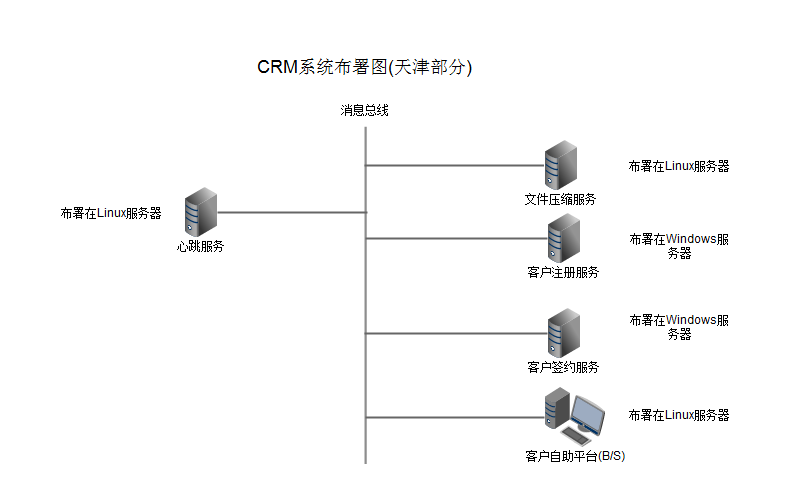 CRM系统布署图(天津部分)
消息总线
布署在Linux服务器
文件压缩服务
布署在Linux服务器
心跳服务
布署在Windows服
务器
客户注册服务
布署在Windows服
务器
客户签约服务
布署在Linux服务器
客户自助平台(B/S)